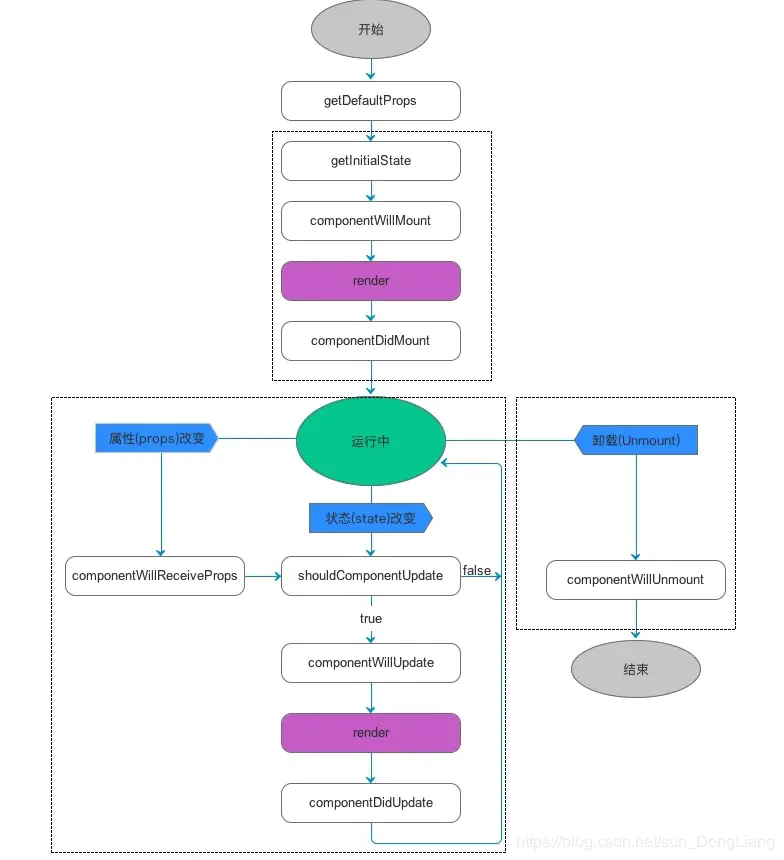 开始
getDefaultProps
getInitialState
componentWillMount
render
componentDidMount
属性(props)改变
运行中
卸载(Unmount)
状态(state)改变
componentWillReceiveProps
shouldComponentUpdate
false
componentWillUnmount
true
componentWillUpdate
结束
render
componentDidUpdate
https://blog.csdn.net/sun_DongLiang